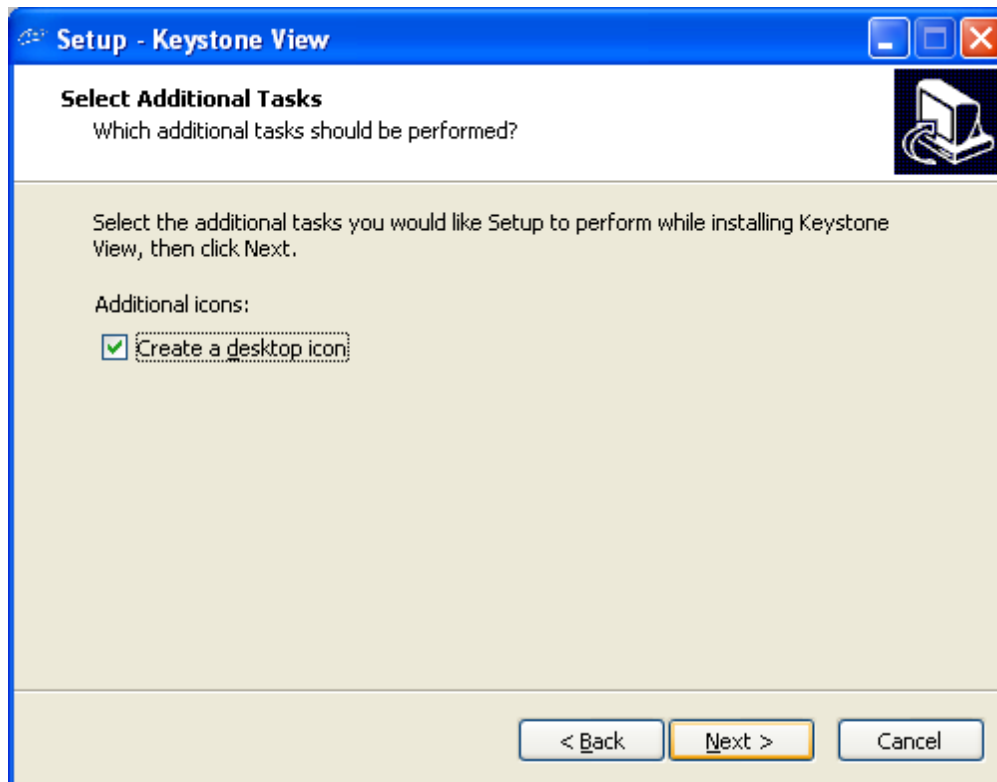 Setup - Keystone View
Select Additional Tasks
Which additional tasks should be performed?
Select the additional tasks you would like Setup to perform while installing Keystone
View, then click Next.
Additional icons:
Create a desktop icon
< Back Next > Cancel